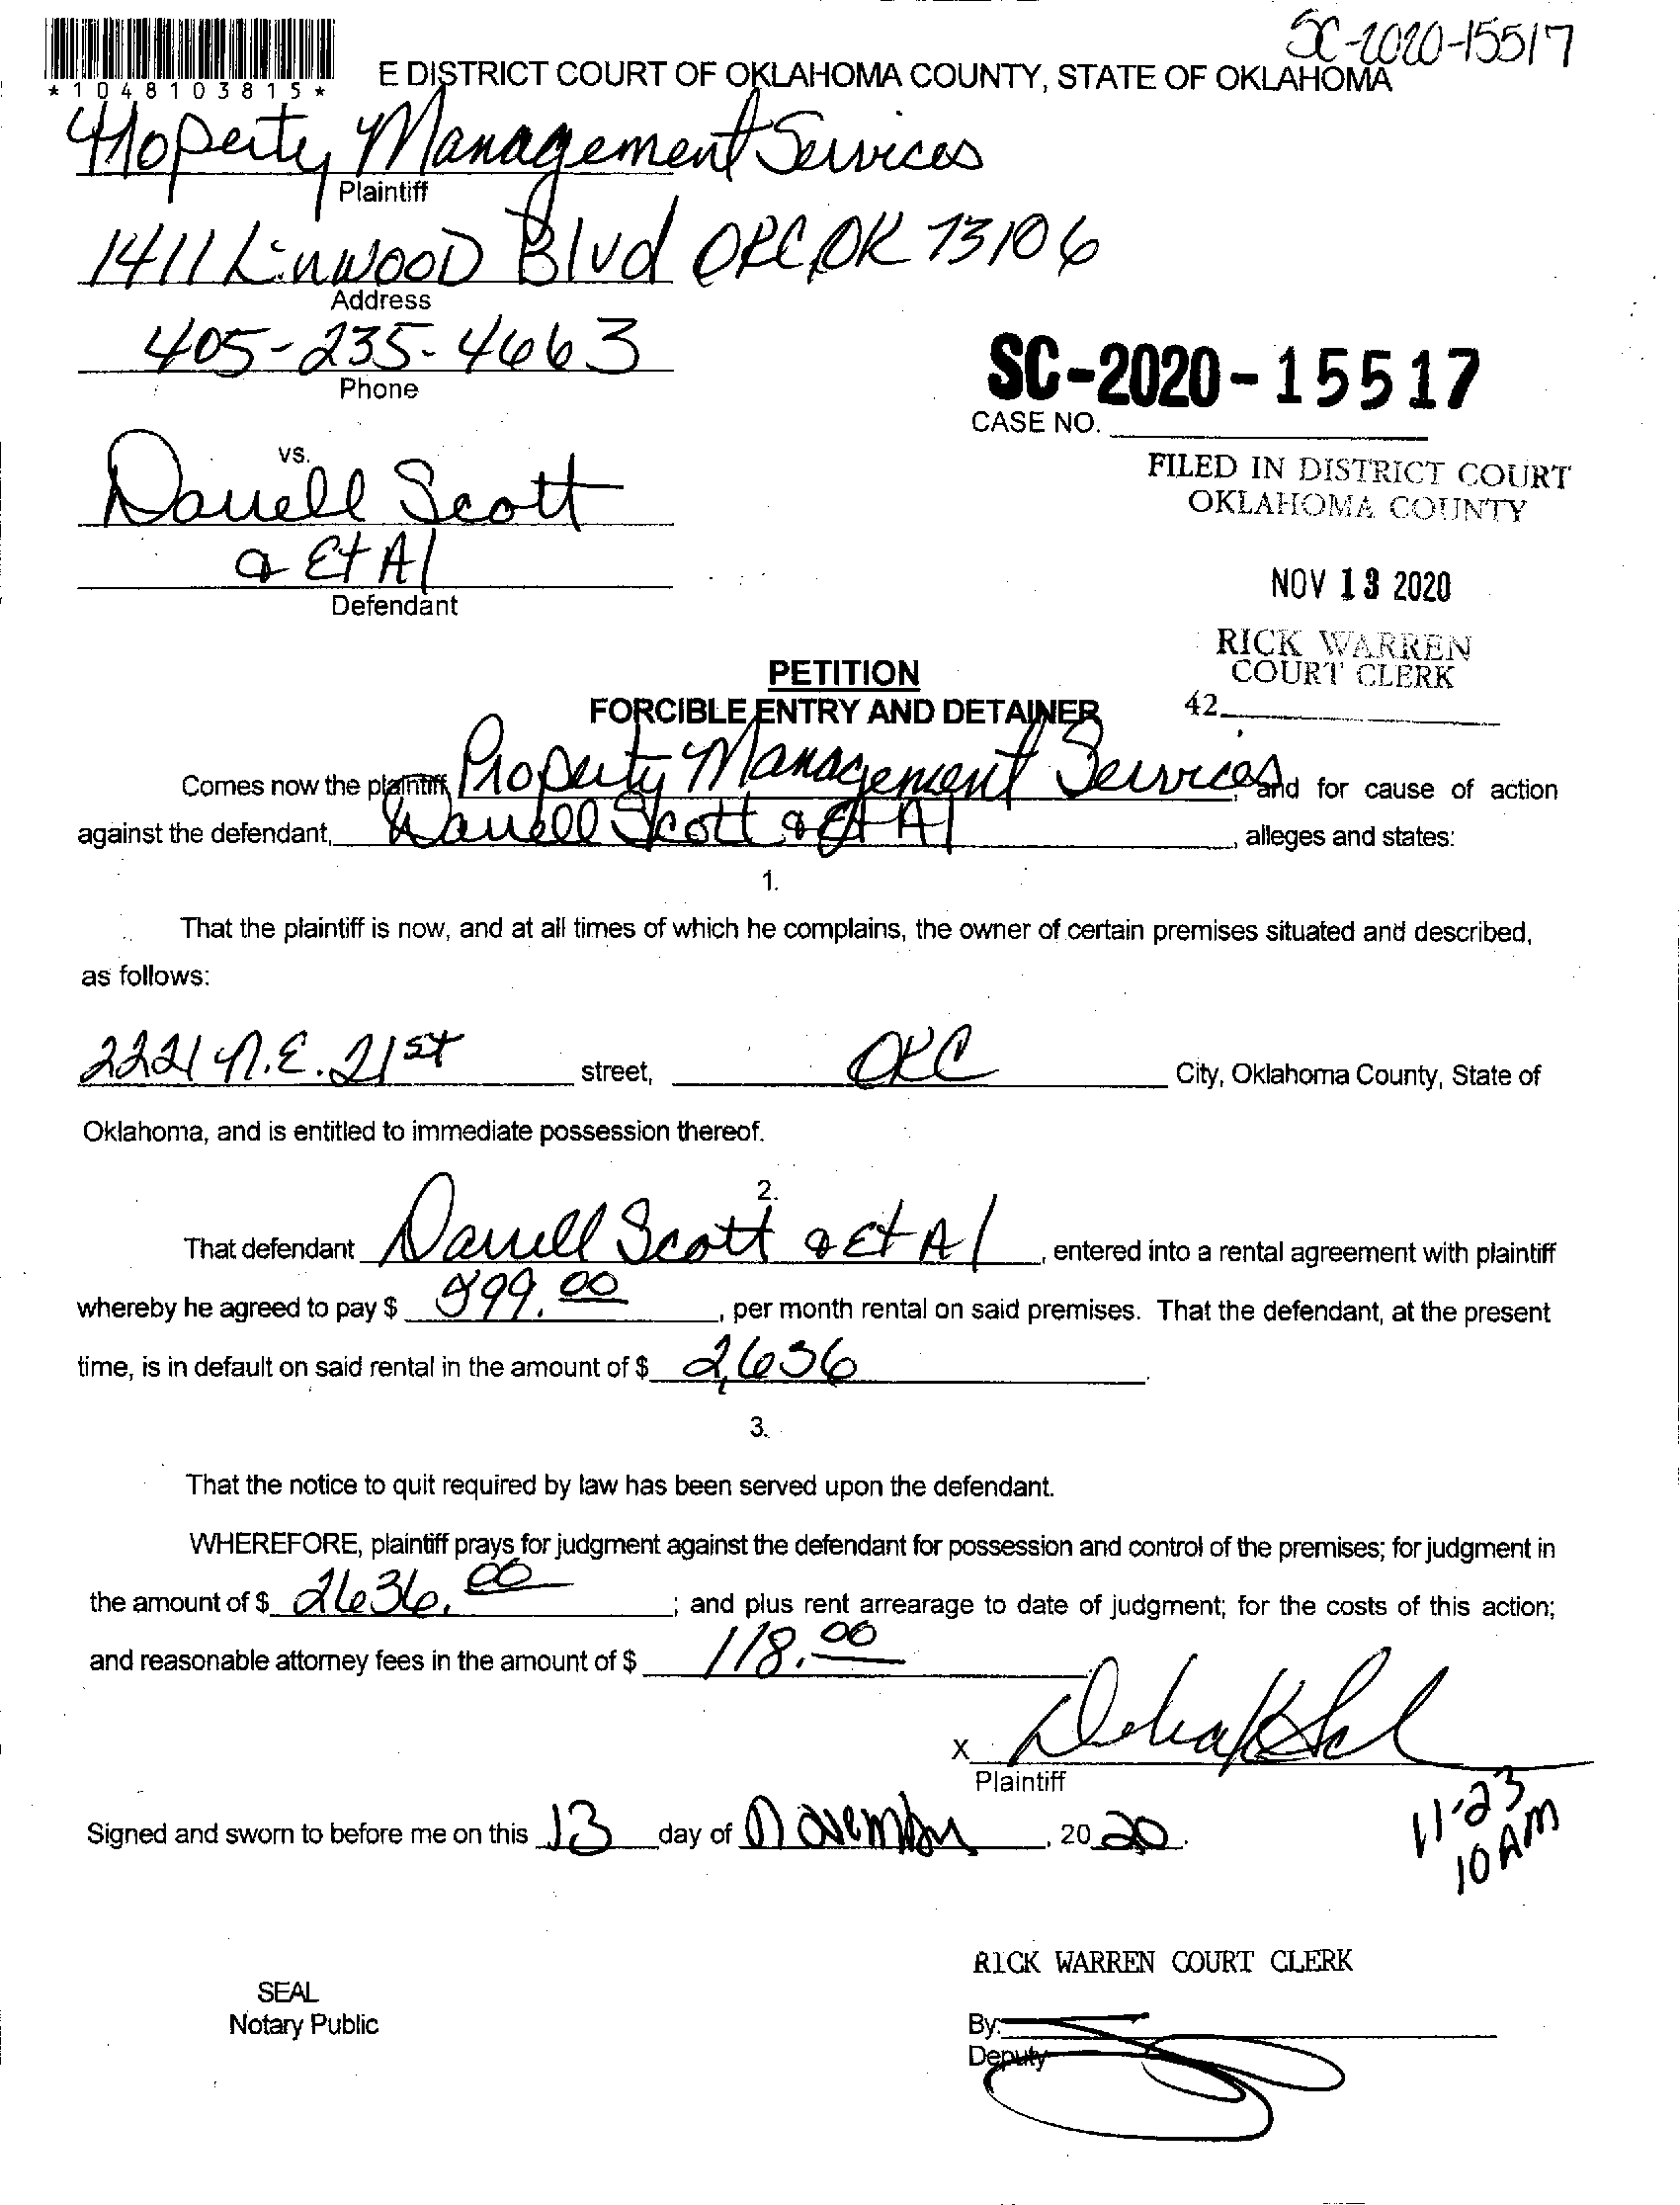 SC-2020-15517
*1048103815*
E DISTRICT COURT OF OKLAHOMA COUNTY, STATE OF OKLAHOMA
Property Management Services
Plaintiff
1411 Linwood Blvd OKC OK 73106
Address
405-235-4663
Phone
SC-2020-15517
CASE NO.
vs.
Darrell Scott
& Et Al
Defendant
FILED IN DISTRICT COURT
OKLAHOMA COUNTY
NOV 13 2020
RICK WARREN
COURT CLERK
42
PETITION
FORCIBLE ENTRY AND DETAINER
Comes now the plaintiff, Property Management Services, and for cause of action
against the defendant, Darrell Scott & Et Al, alleges and states:
1.
That the plaintiff is now, and at all times of which he complains, the owner of certain premises situated and described,
as follows:
2221 N.E. 21st street, OKC City, Oklahoma County, State of
Oklahoma, and is entitled to immediate possession thereof.
2.
That defendant Darrell Scott & Et Al, entered into a rental agreement with plaintiff
whereby he agreed to pay $ 899.00, per month rental on said premises. That the defendant, at the present
time, is in default on said rental in the amount of $ 2,636.
3.
That the notice to quit required by law has been served upon the defendant.
WHEREFORE, plaintiff prays for judgment against the defendant for possession and control of the premises; for judgment in
the amount of $ 2636.00; and plus rent arrearage to date of judgment; for the costs of this action;
and reasonable attorney fees in the amount of $ 118.00
X
Plaintiff
Signed and sworn to before me on this 13 day of November, 2020.
11-23
10 AM
RICK WARREN COURT CLERK
SEAL
Notary Public
By:
Deputy